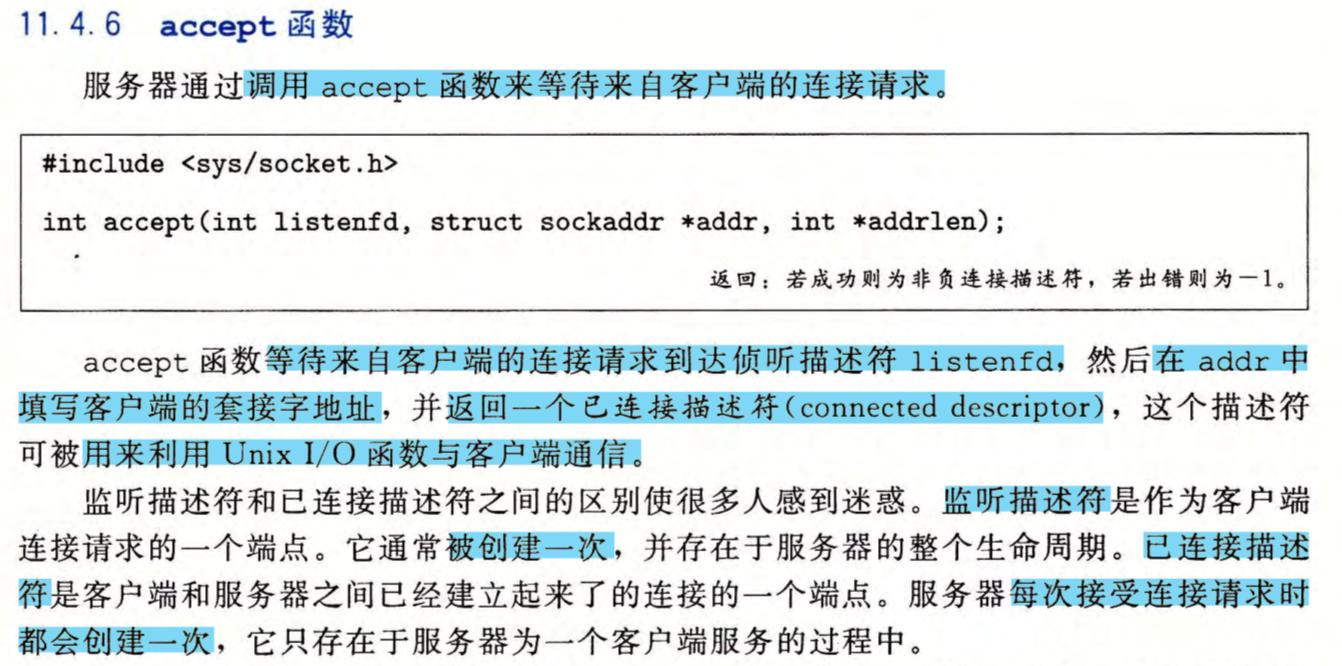 11.4.6 accept 函数
服务器通过调用 accept 函数来等待来自客户端的连接请求。
#include <sys/socket.h>
int accept(int listenfd, struct sockaddr *addr, int *addrlen);
返回：若成功则为非负连接描述符，若出错则为－1。
accept 函数等待来自客户端的连接请求到达侦听描述符 listenfd，然后在 addr 中
填写客户端的套接字地址，并返回一个已连接描述符(connected descriptor)，这个描述符
可被用来利用 Unix I/O 函数与客户端通信。
监听描述符和已连接描述符之间的区别使很多人感到迷惑。监听描述符是作为客户端
连接请求的一个端点。它通常被创建一次，并存在于服务器的整个生命周期。已连接描述
符是客户端和服务器之间已经建立起来了的连接的一个端点。服务器每次接受连接请求时
都会创建一次，它只存在于服务器为一个客户端服务的过程中。